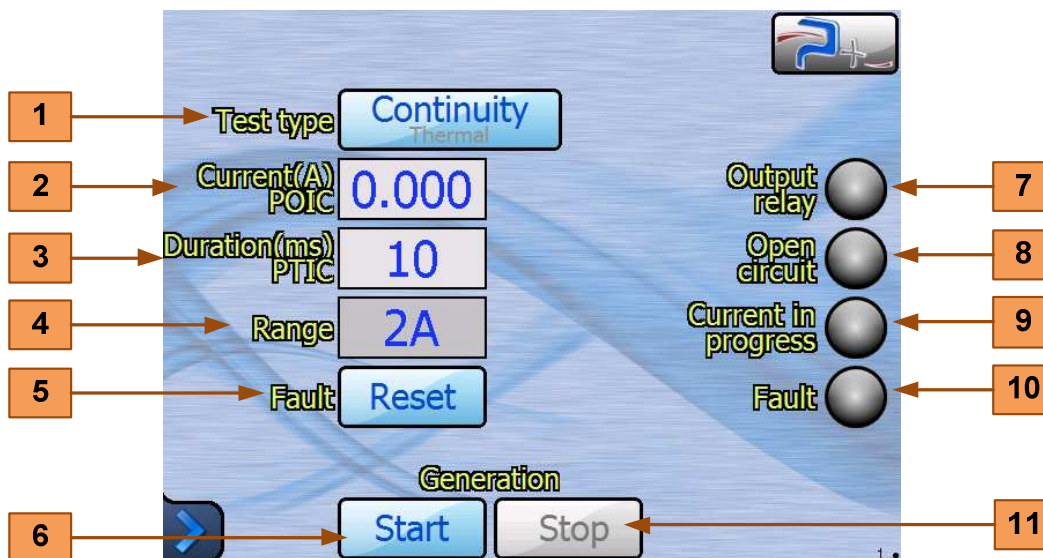 P+
1
Test type
Continuity
Thermal
2
Current(A)
POIC
0.000
Output
relay
7
3
Duration(ms)
PTIC
10
Open
circuit
8
4
Range
2A
Current in
progress
9
5
Fault
Reset
Fault
10
Generation
6
Start
Stop
11
1.